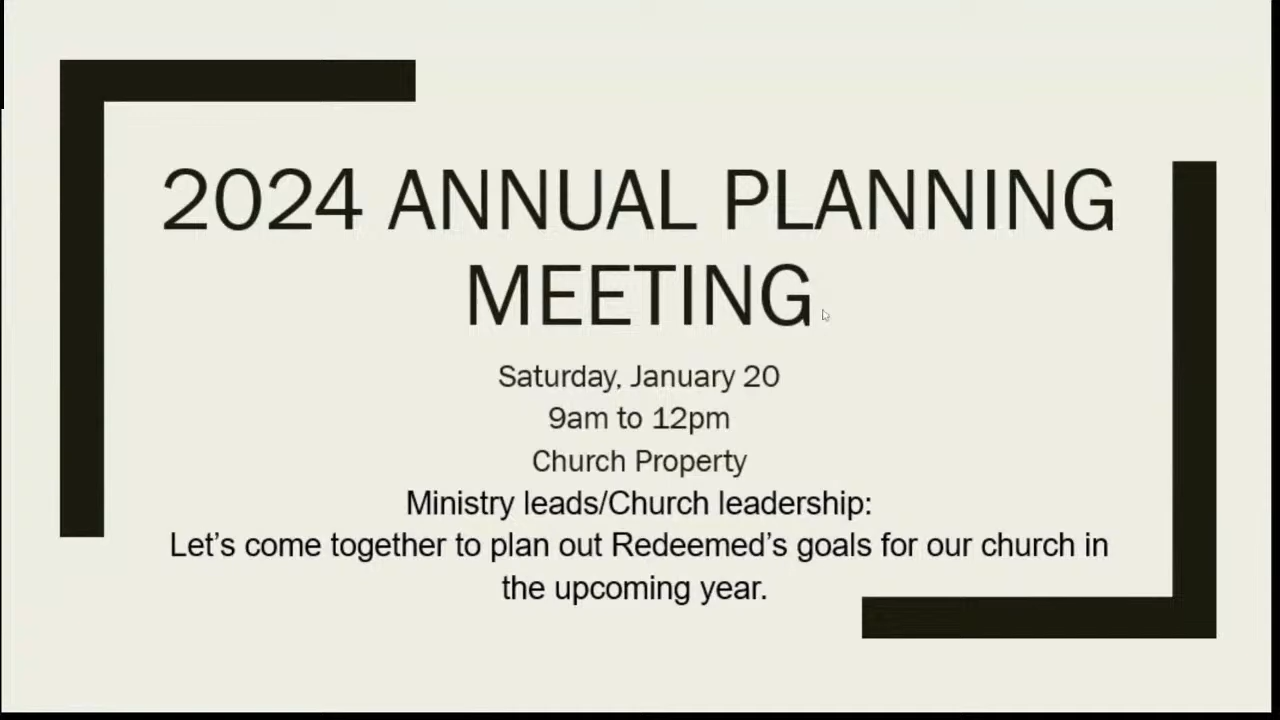 2024 ANNUAL PLANNING
MEETING
Saturday, January 20
9am to 12pm
Church Property
Ministry leads/Church leadership:
Let’s come together to plan out Redeemed’s goals for our church in
the upcoming year.